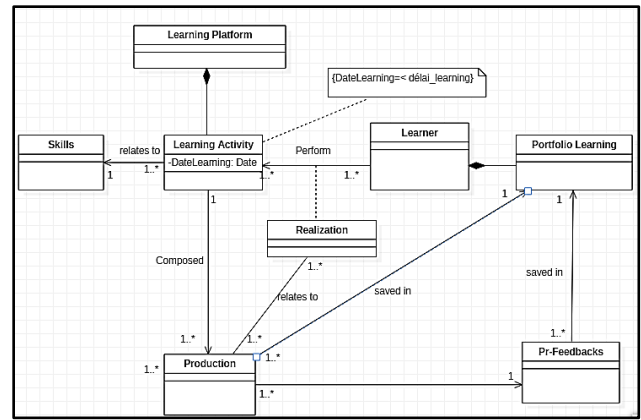 Learning Platform
{DateLearning=< délai_learning}
Skills
relates to
1
1..*
Learning Activity
-DateLearning: Date
1..*
Perform
1..*
Learner
Portfolio Learning
1
Composed
1..*
Realization
1..*
relates to
1..*
saved in
1
1..*
1
saved in
1..*
Production
1..*
1..*
1
Pr-Feedbacks